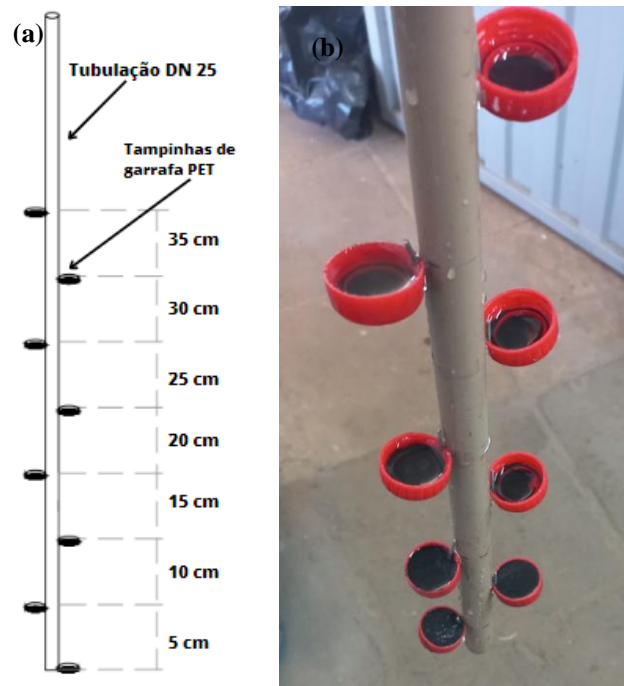 (a)
(b)
Tubulação DN 25
Tampinhas de
garrafa PET
35 cm
30 cm
25 cm
20 cm
15 cm
10 cm
5 cm